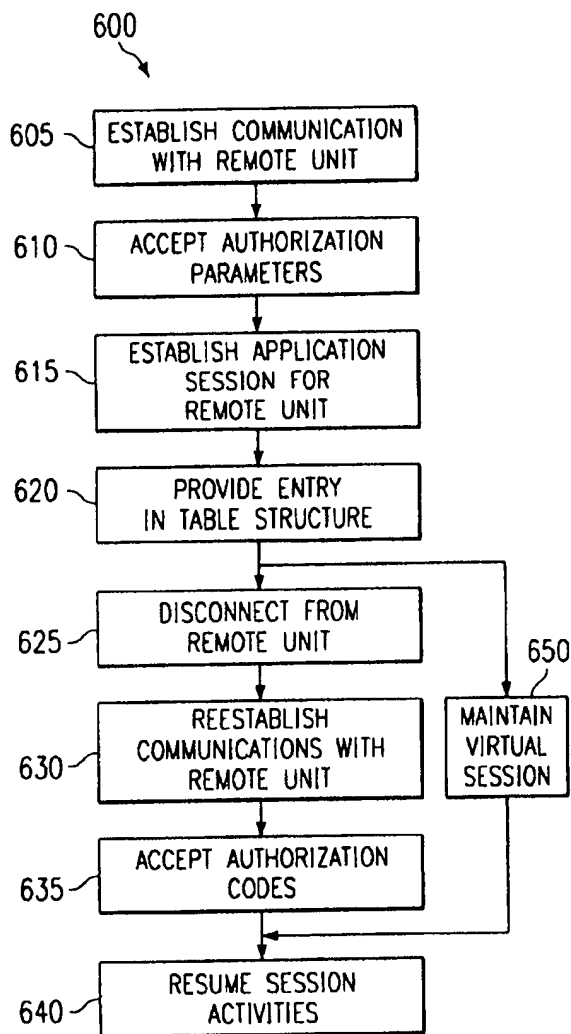 600
605
ESTABLISH COMMUNICATION
WITH REMOTE UNIT
610
ACCEPT AUTHORIZATION
PARAMETERS
615
ESTABLISH APPLICATION
SESSION FOR
REMOTE UNIT
620
PROVIDE ENTRY
IN TABLE STRUCTURE
625
DISCONNECT FROM
REMOTE UNIT
650
MAINTAIN
VIRTUAL
SESSION
630
REESTABLISH
COMMUNICATIONS WITH
REMOTE UNIT
635
ACCEPT AUTHORIZATION
CODES
640
RESUME SESSION
ACTIVITIES